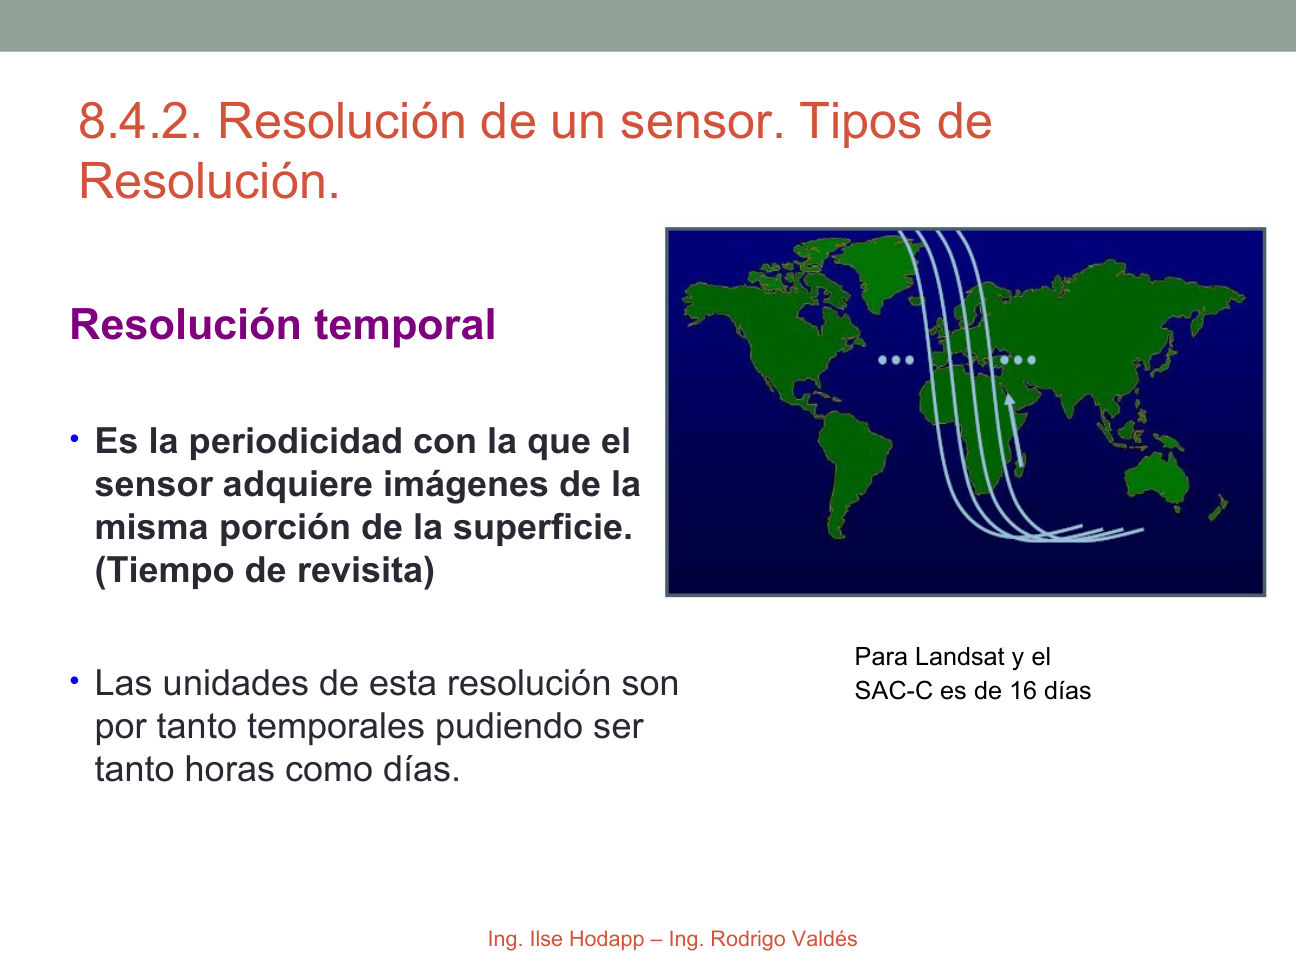 8.4.2. Resolución de un sensor. Tipos de
Resolución.
Resolución temporal
• Es la periodicidad con la que el
sensor adquiere imágenes de la
misma porción de la superficie.
(Tiempo de revisita)
• Las unidades de esta resolución son
por tanto temporales pudiendo ser
tanto horas como días.
Para Landsat y el
SAC-C es de 16 días
Ing. Ilse Hodapp – Ing. Rodrigo Valdés